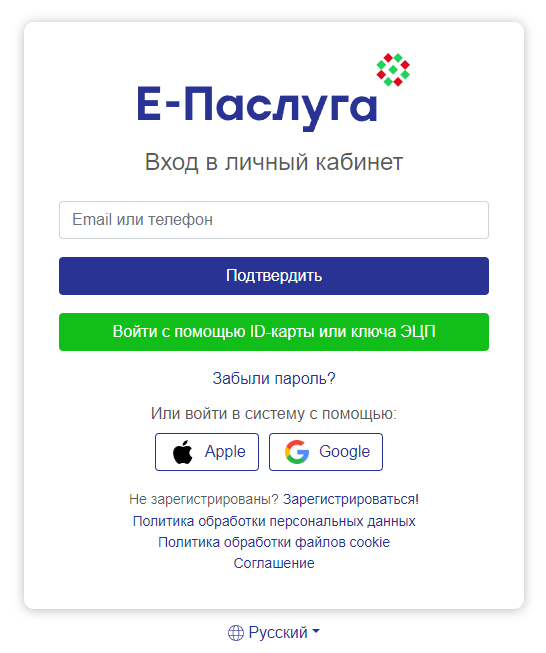 Е-Паслуга
Вход в личный кабинет
Email или телефон
Подтвердить
Войти с помощью ID-карты или ключа ЭЦП
Забыли пароль?
Или войти в систему с помощью:
Apple Google
Не зарегистрированы? Зарегистрироваться!
Политика обработки персональных данных
Политика обработки файлов cookie
Соглашение
Русский